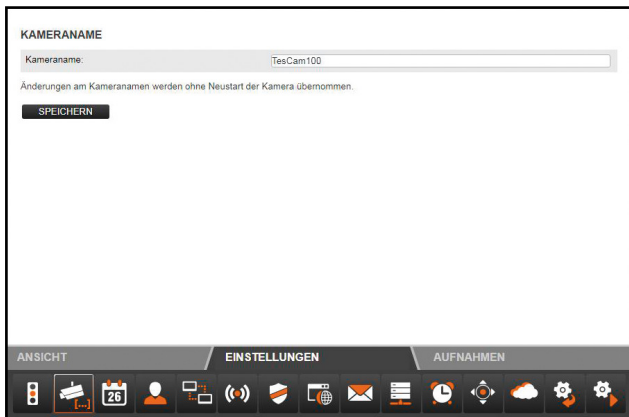 KAMERANAME
Kameraname: TesCam100
Änderungen am Kameranamen werden ohne Neustart der Kamera übernommen.
SPEICHERN
ANSICHT EINSTELLUNGEN AUFNAHMEN
[...] 26